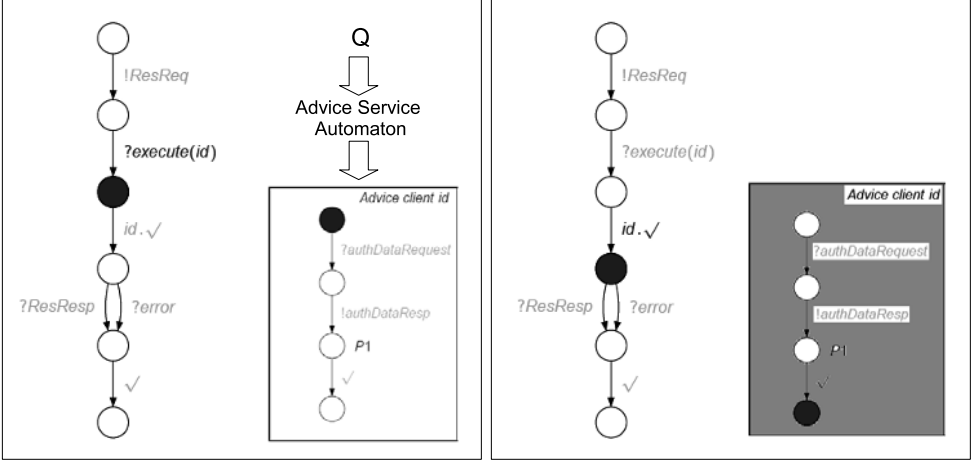 !ResReq
?execute(id)
id.√
?ResResp
?error
√
Q
Advice Service
Automaton
Advice client id
?authDataRequest
!authDataResp
P1
√
!ResReq
?execute(id)
id.√
?ResResp
?error
√
Advice client id
?authDataRequest
!authDataResp
P1
√